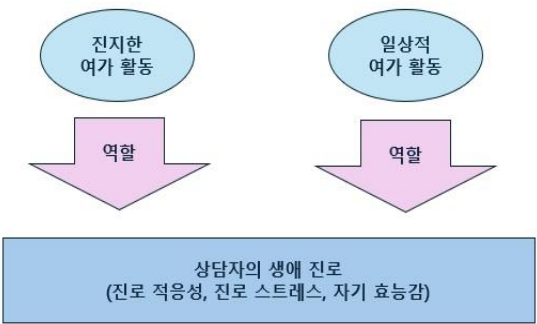 진지한
여가 활동
일상적
여가 활동
역할
역할
상담자의 생애 진로
(진로 적응성, 진로 스트레스, 자기 효능감)